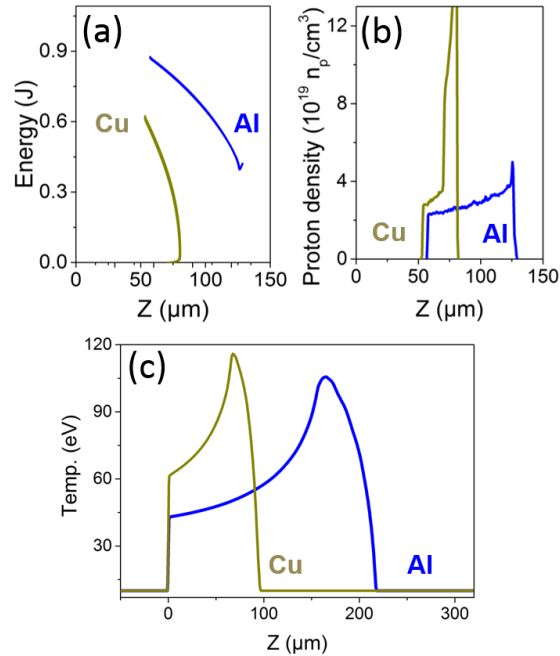 (a)
Energy (J)
0.9
0.6
0.3
0.0
Cu
Al
0
50
100
150
Z (µm)
(b)
Proton density (10¹⁹ nₚ/cm³)
12
8
4
0
Cu
Al
0
50
100
150
Z (µm)
(c)
Temp. (eV)
120
90
60
30
Cu
Al
0
100
200
300
Z (µm)